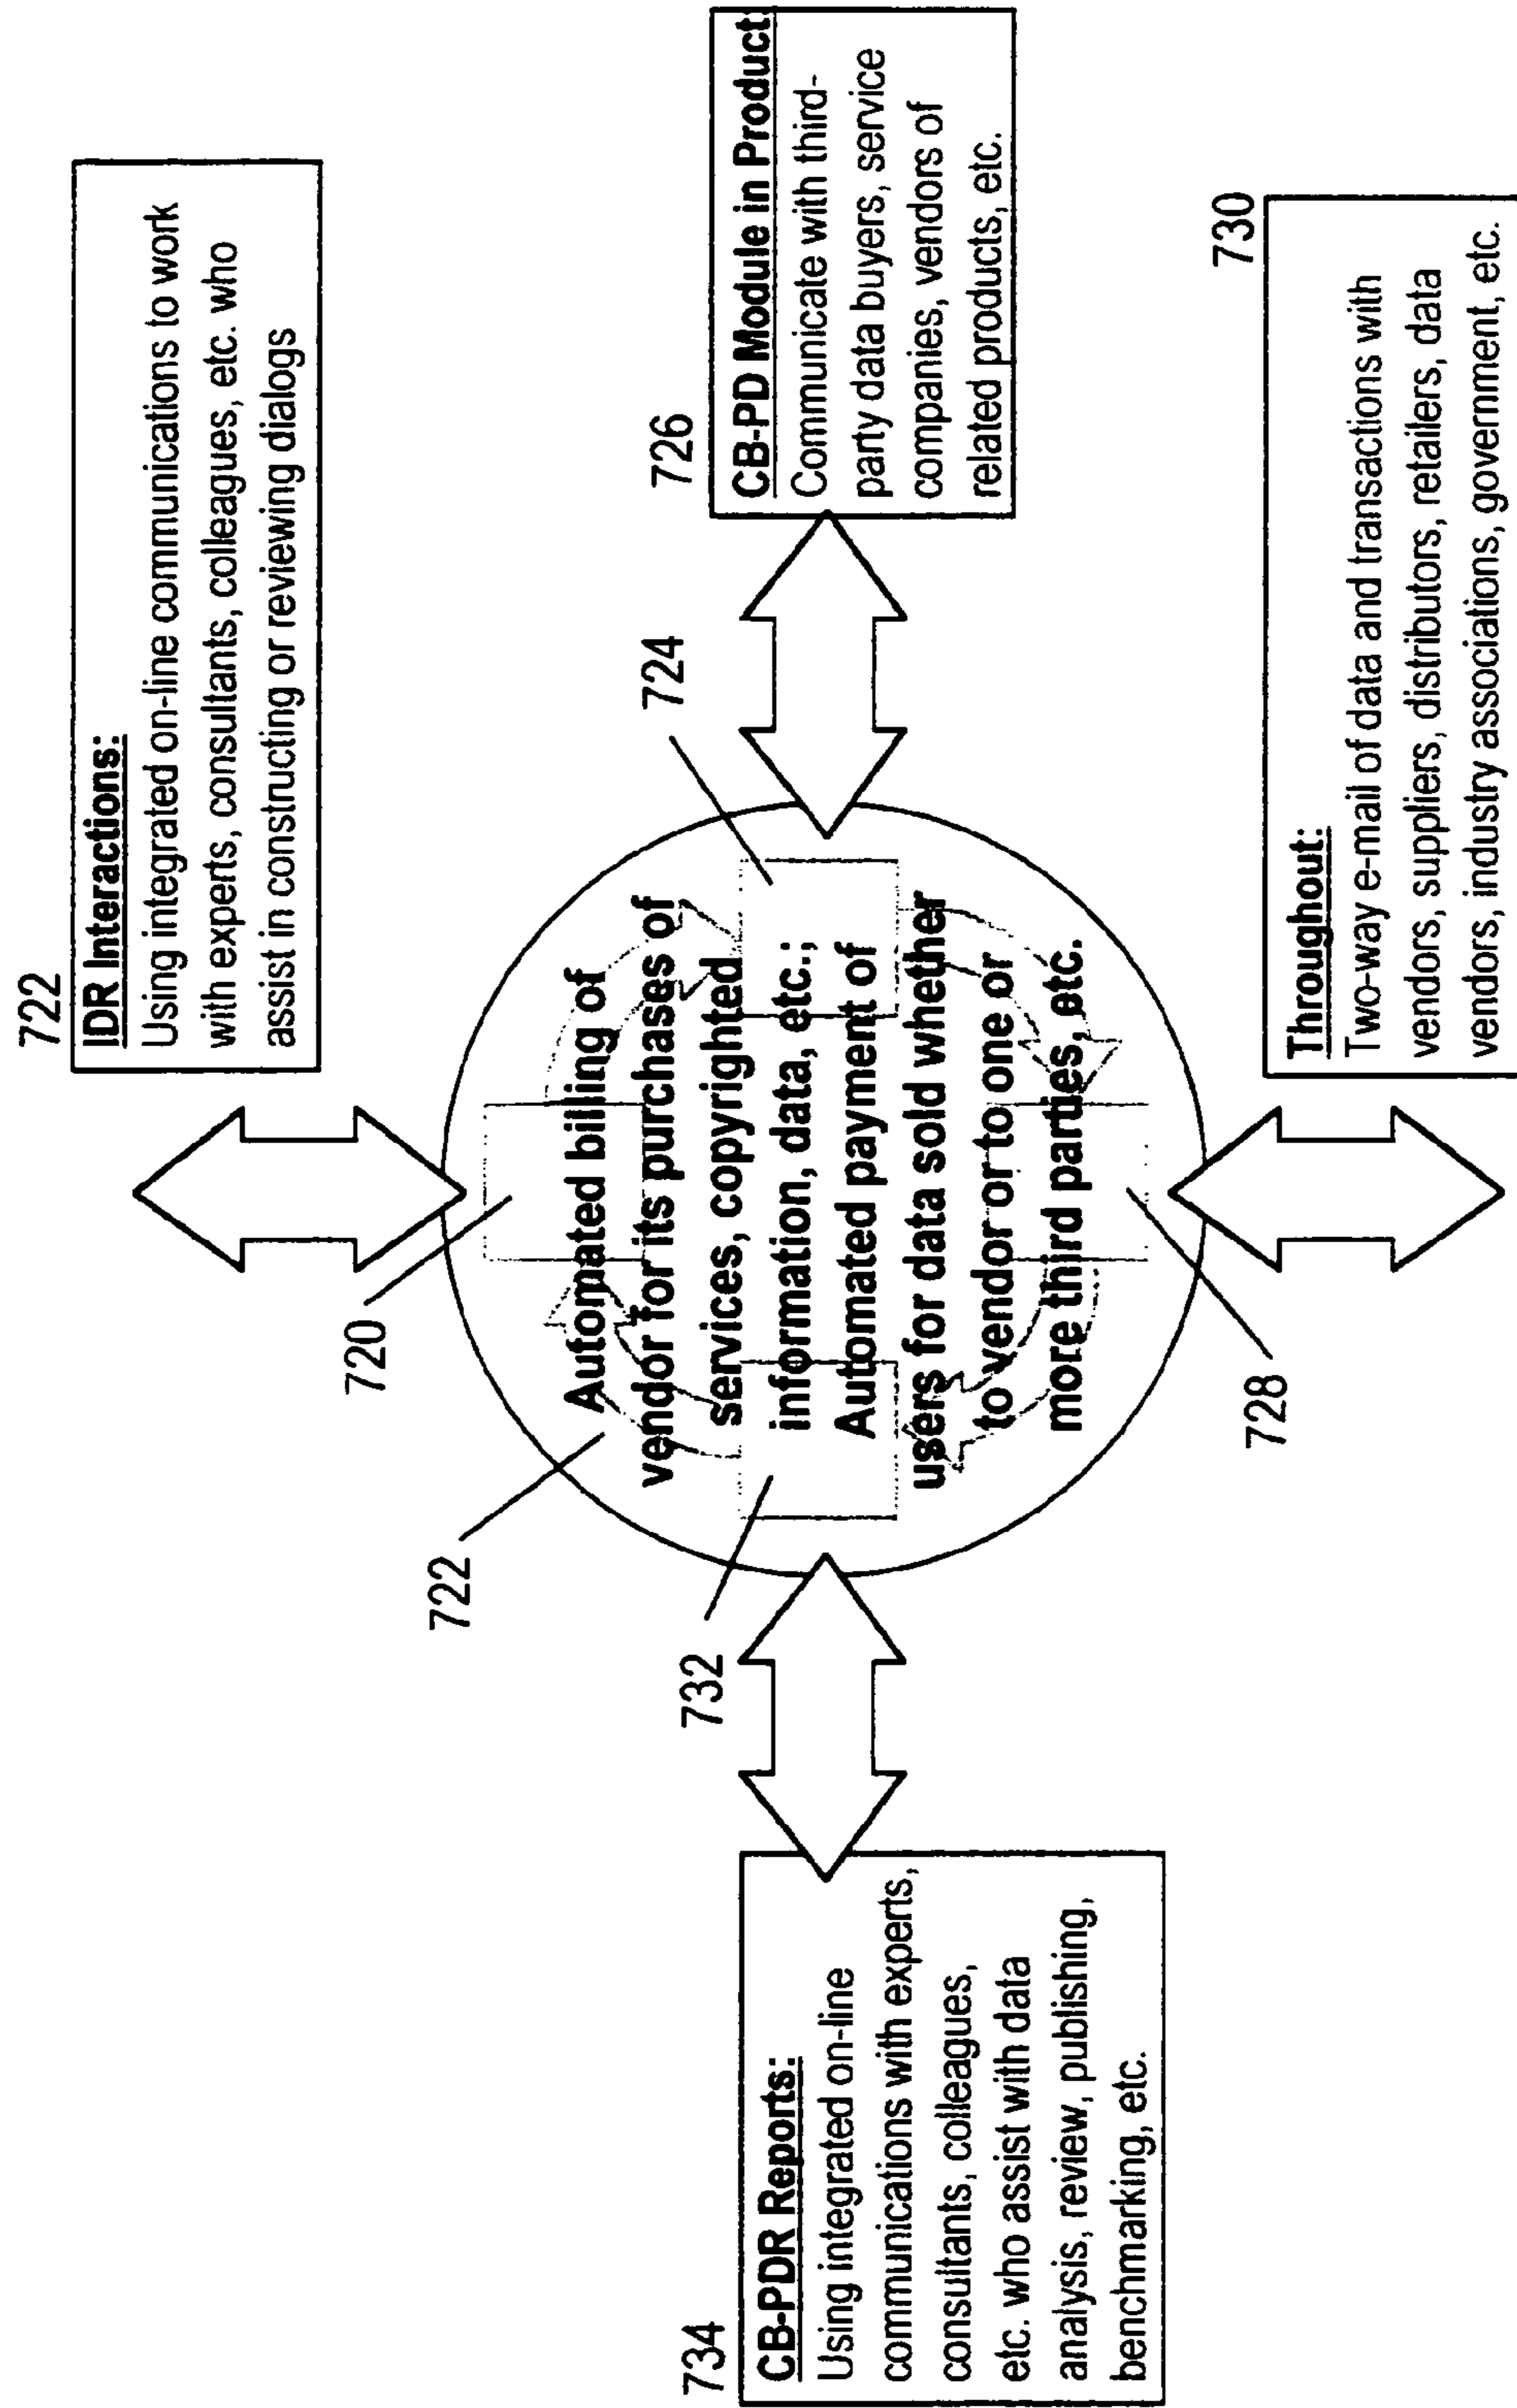 722
IDR Interactions:
Using integrated on-line communications to work
with experts, consultants, colleagues, etc. who
assist in constructing or reviewing dialogs
720
722
Automated billing of
vendor for its purchases of
services, copyrighted
information, data, etc.;
Automated payment of
users for data sold whether
to vendor or to one or
more third parties, etc.
724
732
728
734
CB-PDR Reports:
Using integrated on-line
communications with experts,
consultants, colleagues,
etc. who assist with data
analysis, review, publishing,
benchmarking, etc.
726
CB-PD Module in Product:
Communicate with third-
party data buyers, service
companies, vendors of
related products, etc.
730
Throughout:
Two-way e-mail of data and transactions with
vendors, suppliers, distributors, retailers, data
vendors, industry associations, government, etc.